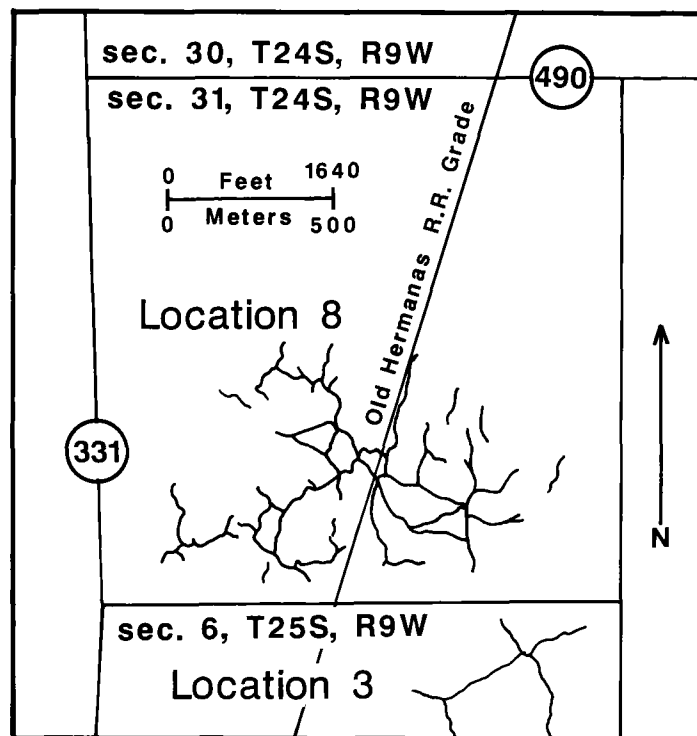 sec. 30, T24S, R9W
490
sec. 31, T24S, R9W
0 Feet 1640
0 Meters 500
Old Hermanas R.R. Grade
Location 8
331
N
sec. 6, T25S, R9W
Location 3